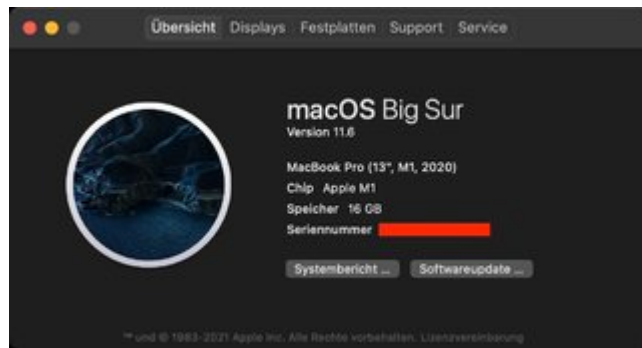 Übersicht Displays Festplatten Support Service
macOS Big Sur
Version 11.6
MacBook Pro (13", M1, 2020)
Chip Apple M1
Speicher 16 GB
Seriennummer
Systembericht ... Softwareupdate ...
™ und © 1983-2021 Apple Inc. Alle Rechte vorbehalten. Lizenzvereinbarung